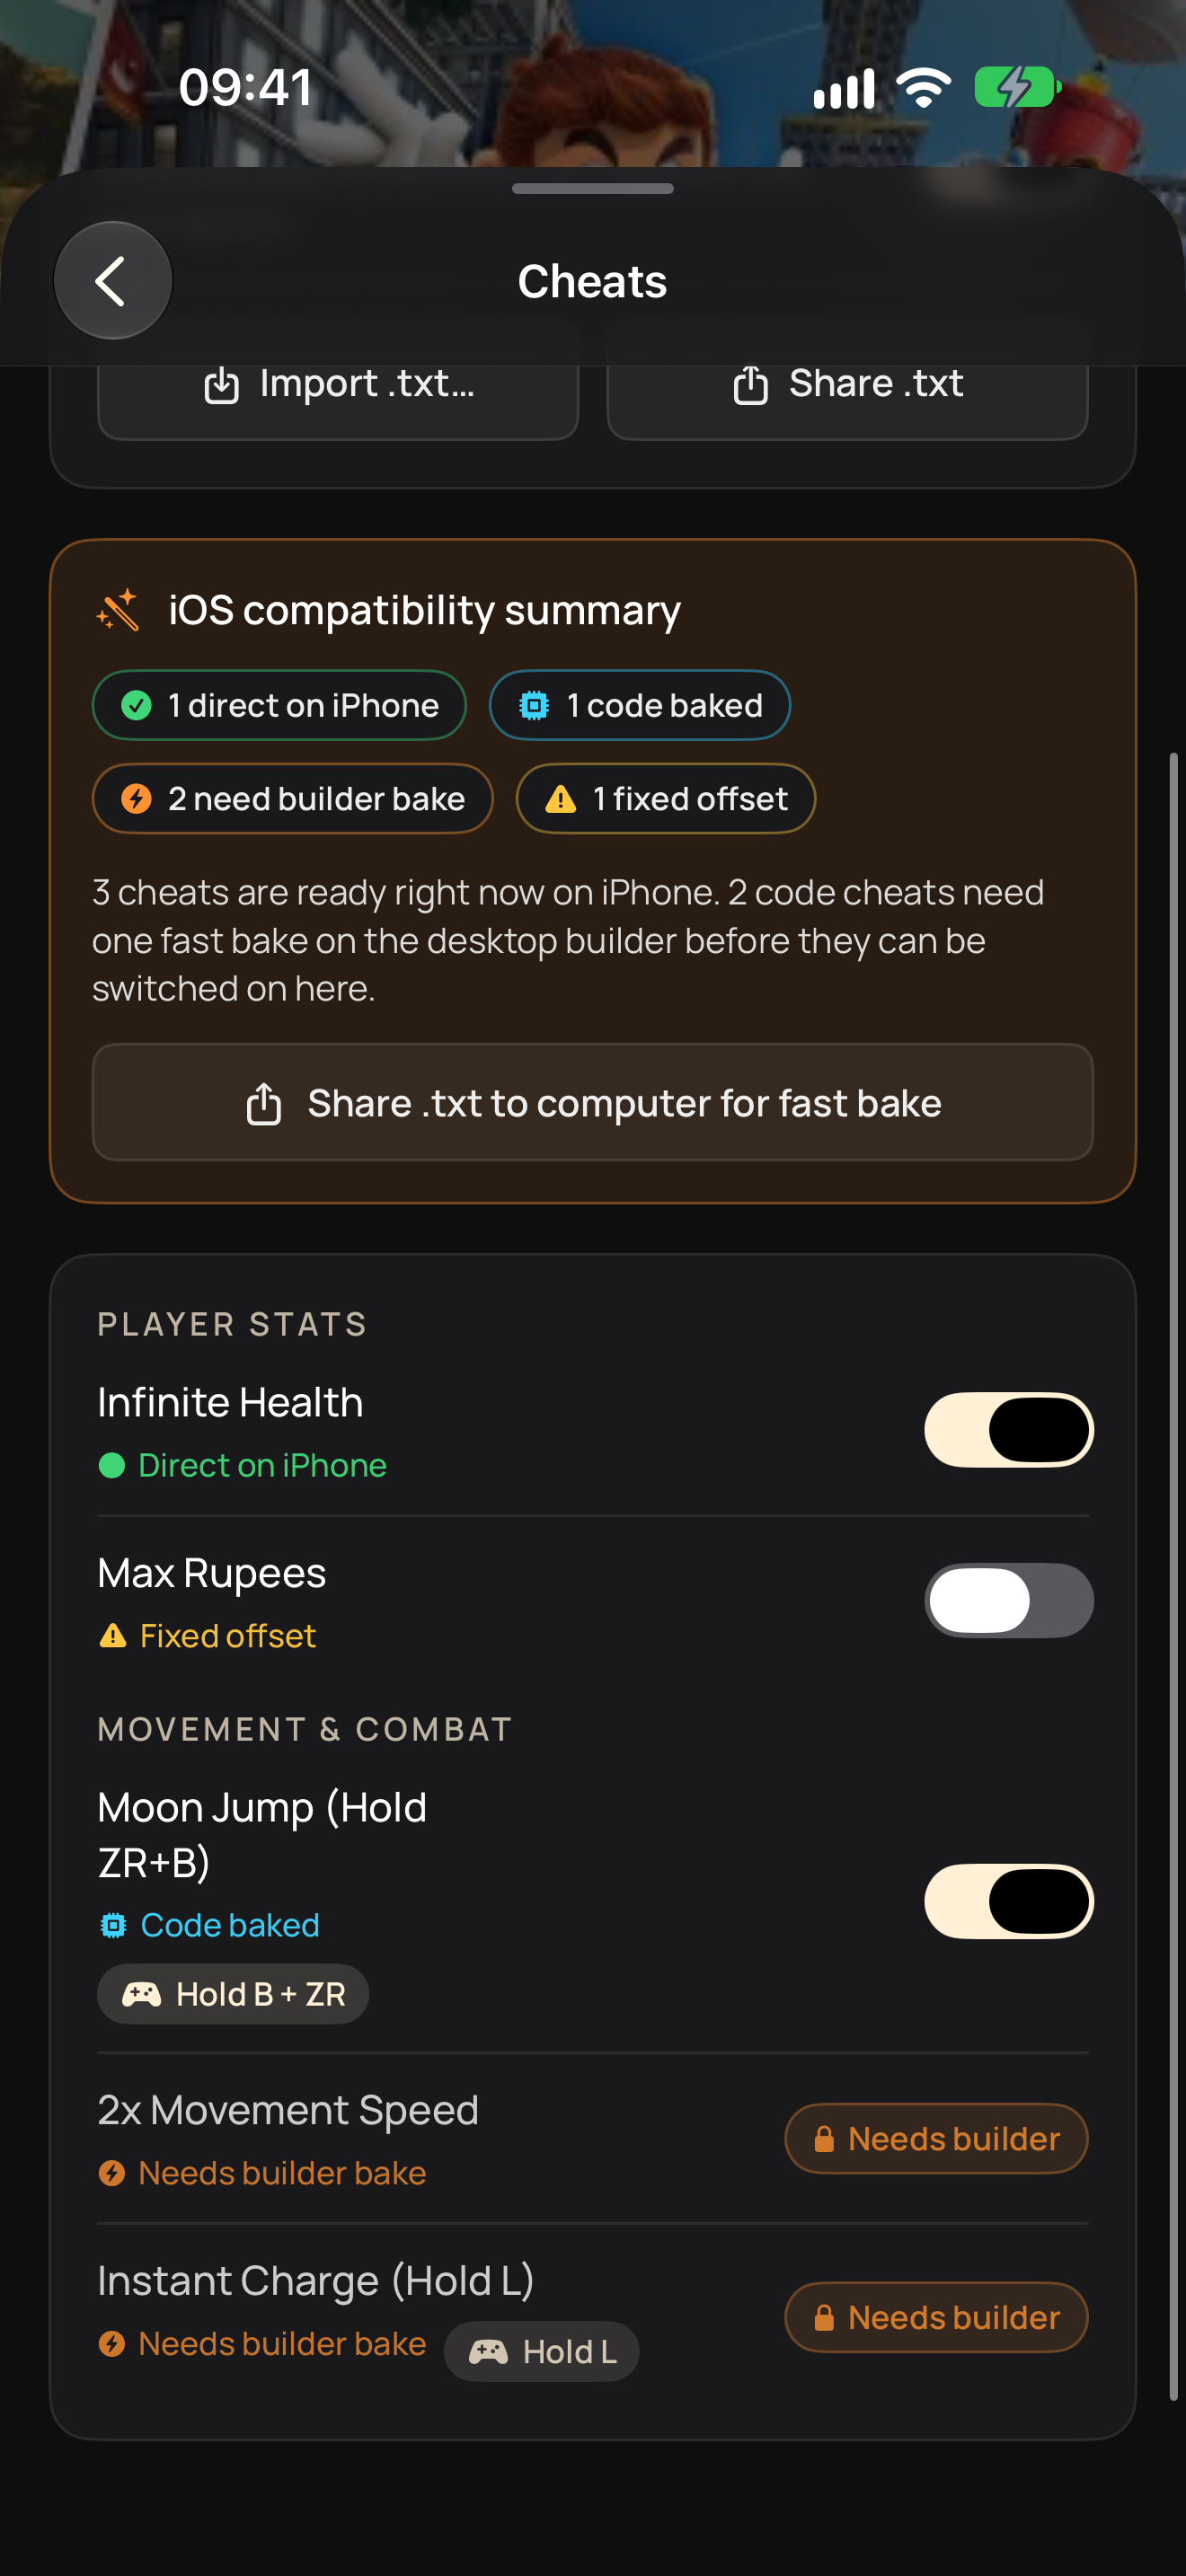 09:41
Cheats
Import .txt...
Share .txt
iOS compatibility summary
1 direct on iPhone
1 code baked
2 need builder bake
1 fixed offset
3 cheats are ready right now on iPhone. 2 code cheats need
one fast bake on the desktop builder before they can be
switched on here.
Share .txt to computer for fast bake
PLAYER STATS
Infinite Health
Direct on iPhone
Max Rupees
Fixed offset
MOVEMENT & COMBAT
Moon Jump (Hold
ZR+B)
Code baked
Hold B + ZR
2x Movement Speed
Needs builder bake
Needs builder
Instant Charge (Hold L)
Needs builder bake
Hold L
Needs builder